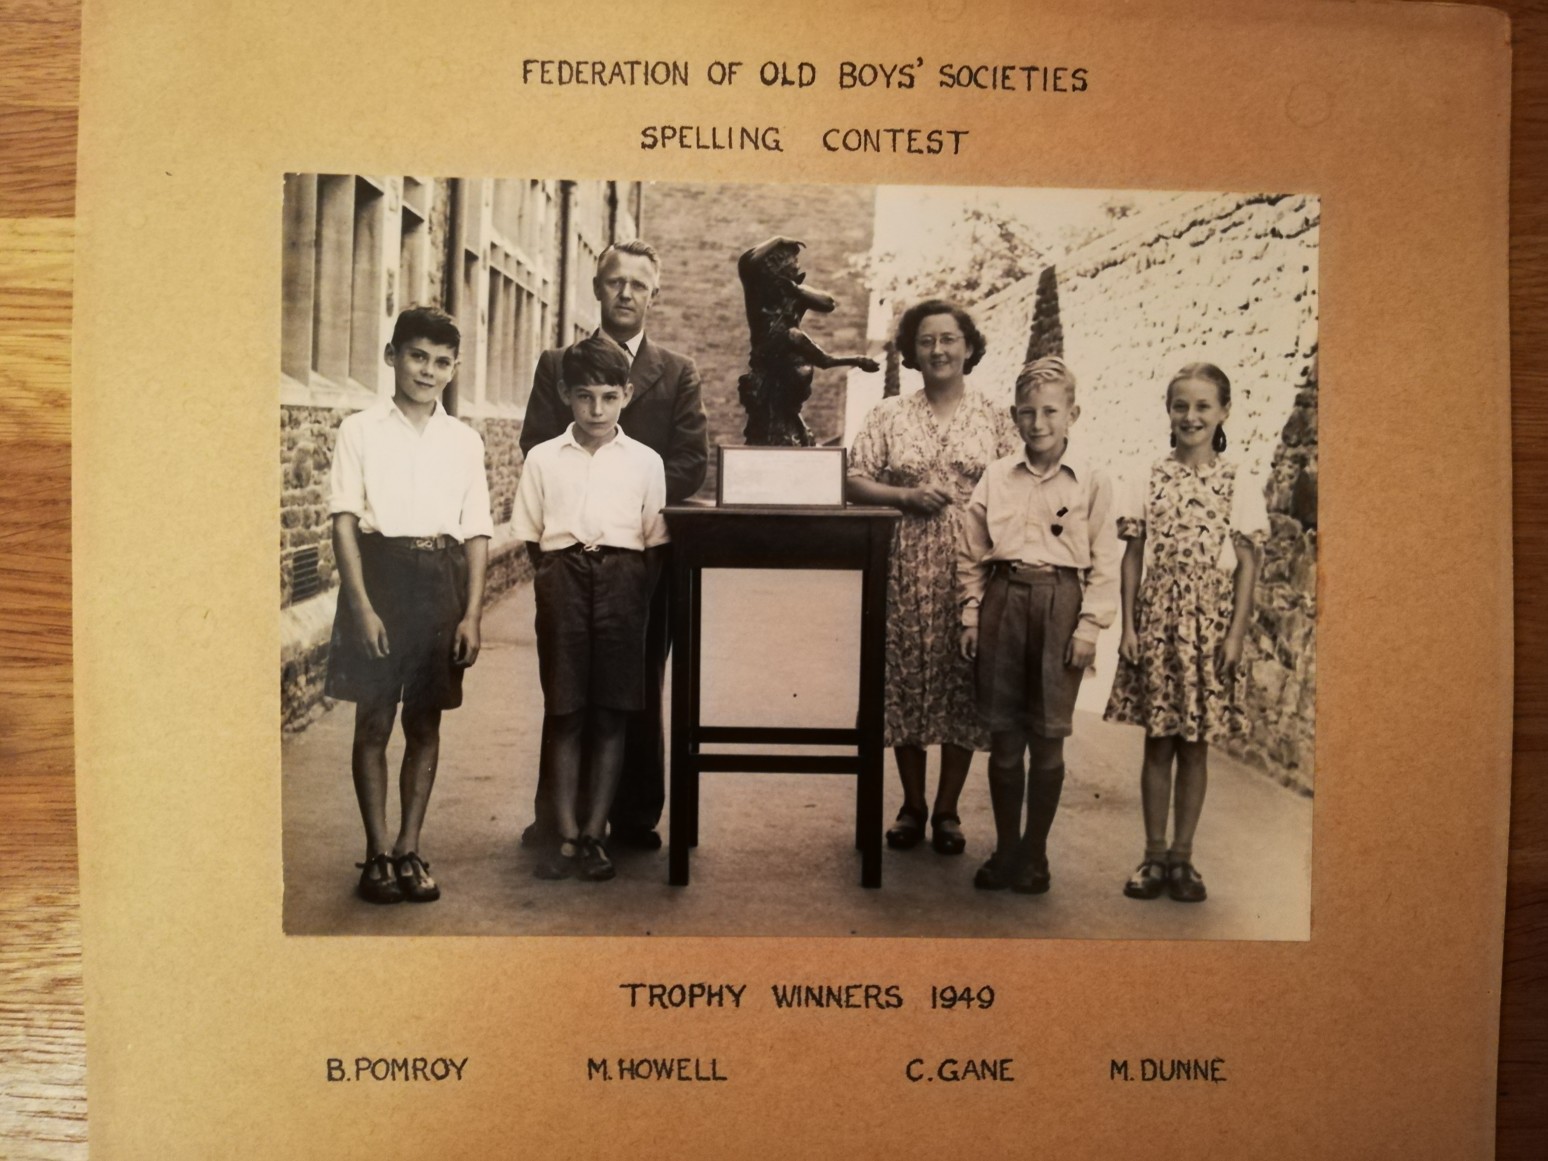 FEDERATION OF OLD BOYS' SOCIETIES
SPELLING CONTEST
TROPHY WINNERS 1949
B. POMROY M. HOWELL C. GANE M. DUNNE